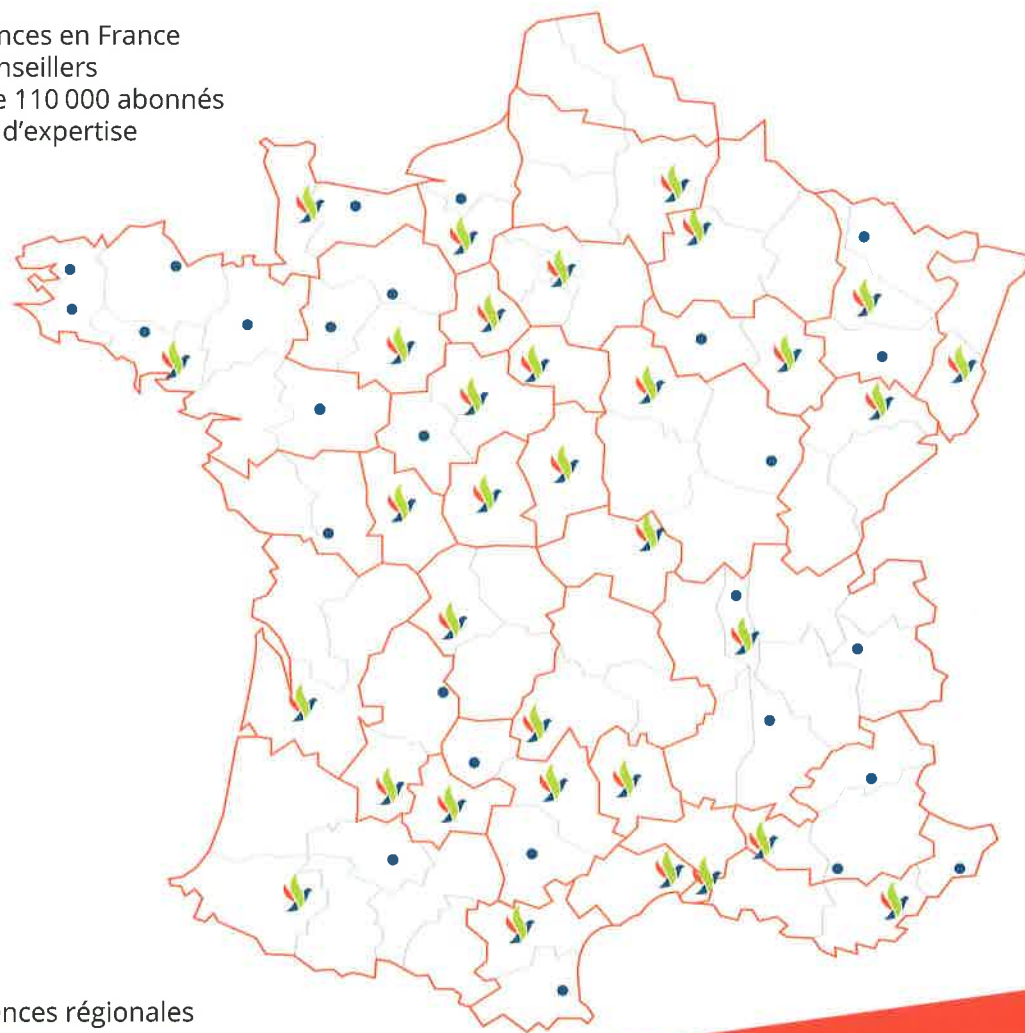 nces en France
nseillers
e 110 000 abonnés
d'expertise
nces régionales